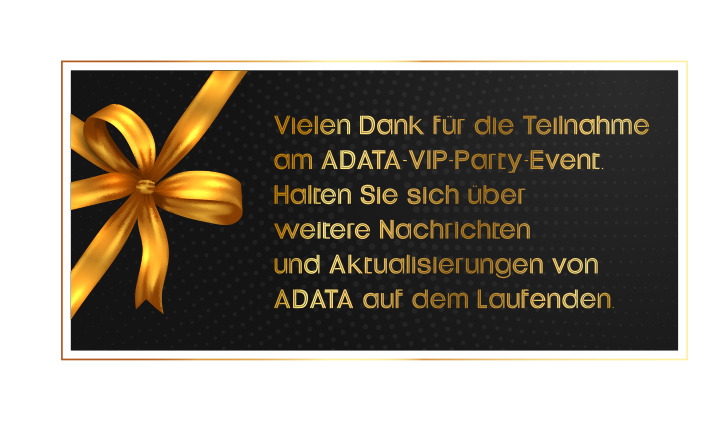 Vielen Dank für die Teilnahme
am ADATA-VIP-Party-Event.
Halten Sie sich über
weitere Nachrichten
und Aktualisierungen von
ADATA auf dem Laufenden.